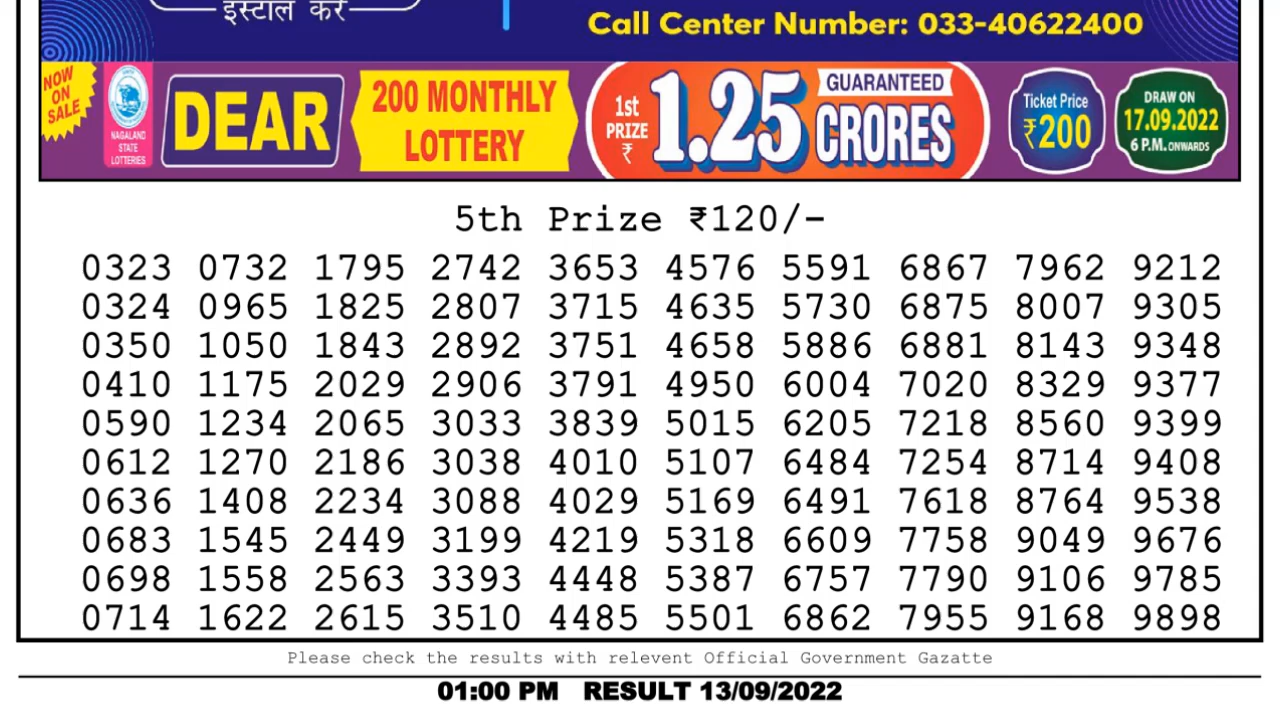 इंस्टाल करें
Call Center Number: 033-40622400
NOW
ON
SALE
NAGALAND
STATE
LOTTERIES
DEAR
200 MONTHLY
LOTTERY
1st
PRIZE
₹
1.25
GUARANTEED
CRORES
Ticket Price
₹200
DRAW ON
17.09.2022
6 P.M. ONWARDS
5th Prize ₹120/-
0323 0732 1795 2742 3653 4576 5591 6867 7962 9212
0324 0965 1825 2807 3715 4635 5730 6875 8007 9305
0350 1050 1843 2892 3751 4658 5886 6881 8143 9348
0410 1175 2029 2906 3791 4950 6004 7020 8329 9377
0590 1234 2065 3033 3839 5015 6205 7218 8560 9399
0612 1270 2186 3038 4010 5107 6484 7254 8714 9408
0636 1408 2234 3088 4029 5169 6491 7618 8764 9538
0683 1545 2449 3199 4219 5318 6609 7758 9049 9676
0698 1558 2563 3393 4448 5387 6757 7790 9106 9785
0714 1622 2615 3510 4485 5501 6862 7955 9168 9898
Please check the results with relevent Official Government Gazatte
01:00 PM RESULT 13/09/2022